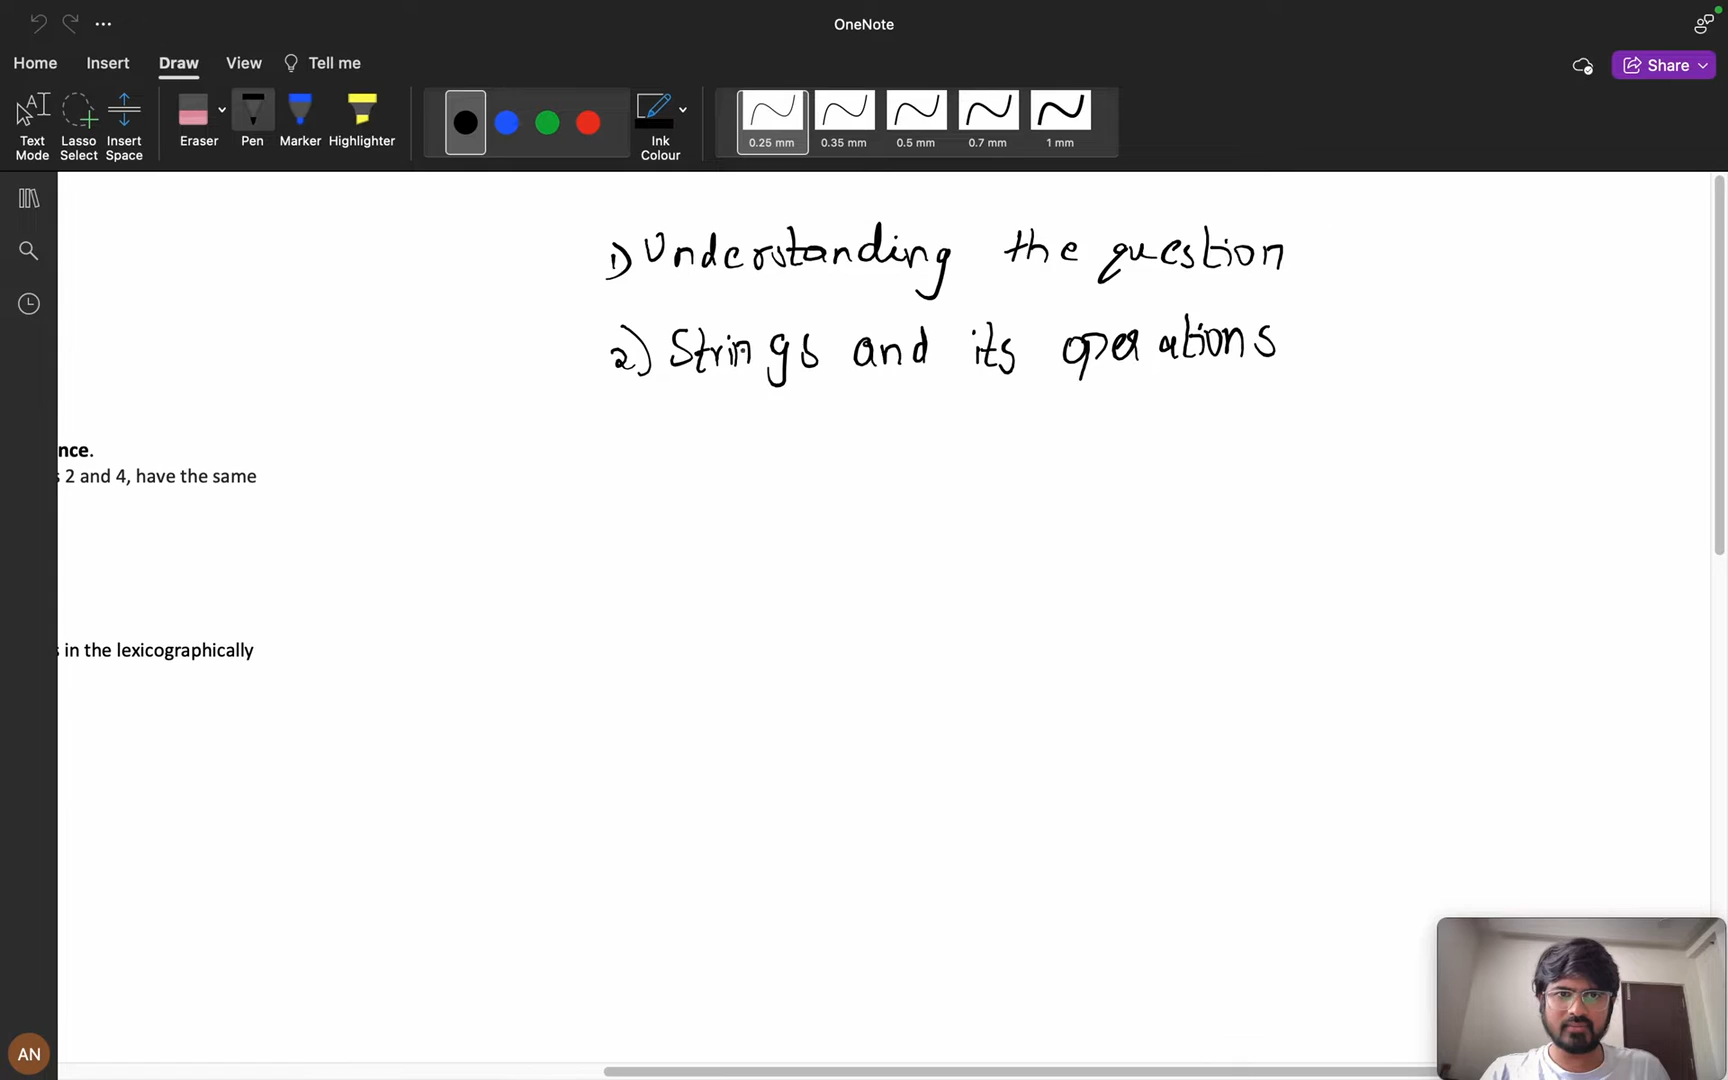 OneNote
Home Insert Draw View Tell me
Share
Text Mode
Lasso Select
Insert Space
Eraser
Pen
Marker
Highlighter
Ink Colour
0.25 mm
0.35 mm
0.5 mm
0.7 mm
1 mm
1) Understanding the question
2) Strings and its operations
nce.
s 2 and 4, have the same
s in the lexicographically
AN